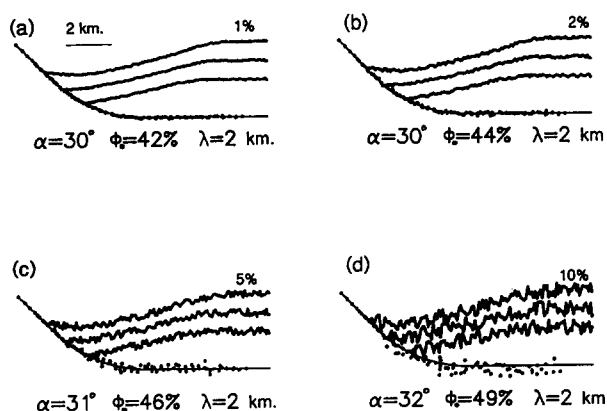 (a)
2 km.
1%
α=30° ϕ₀=42% λ=2 km.
(b)
2%
α=30° ϕ₀=44% λ=2 km
(c)
5%
α=31° ϕ₀=46% λ=2 km.
(d)
10%
α=32° ϕ₀=49% λ=2 km